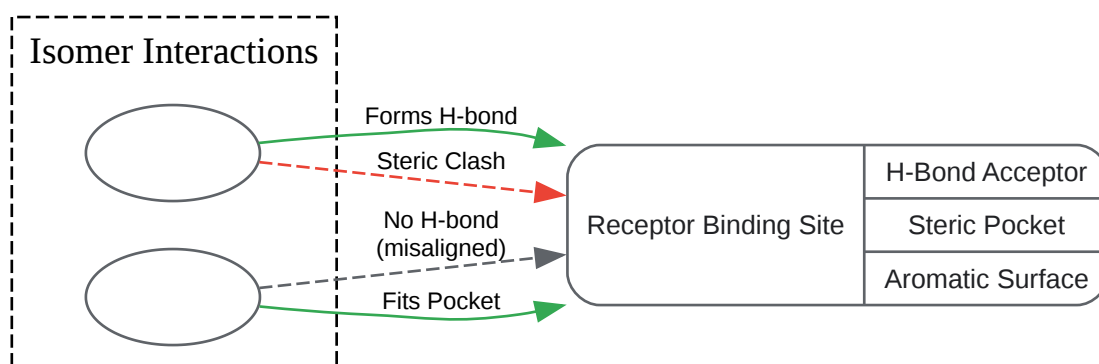 Isomer Interactions
Forms H-bond
Steric Clash
No H-bond
(misaligned)
Fits Pocket
Receptor Binding Site
H-Bond Acceptor
Steric Pocket
Aromatic Surface